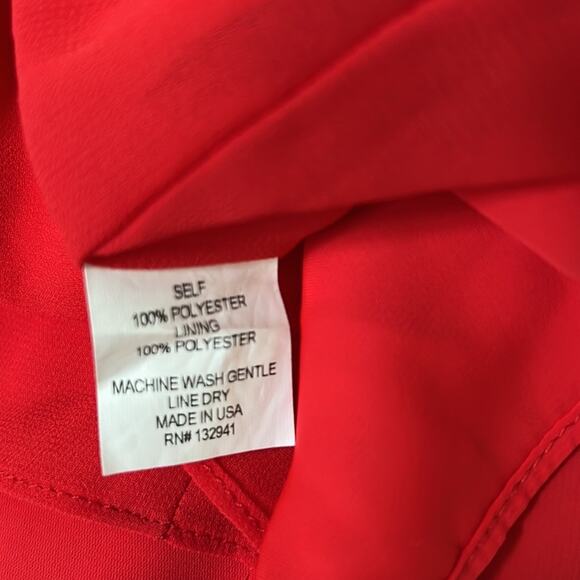 SELF
100% POLYESTER
LINING
100% POLYESTER
MACHINE WASH GENTLE
LINE DRY
MADE IN USA
RN# 132941